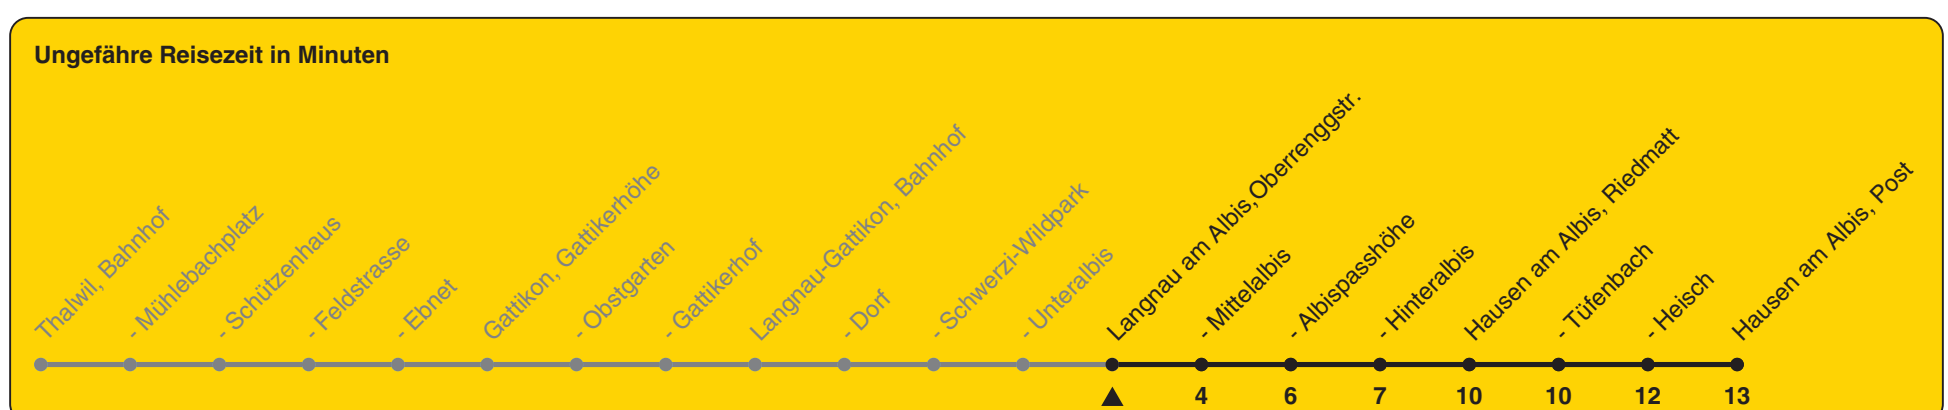 Ungefähre Reisezeit in Minuten
Thalwil, Bahnhof
- Mühlebachplatz
- Schützenhaus
- Feldstrasse
- Ebnet
Gattikon, Gattikerhöhe
- Obstgarten
- Gattikerhof
Langnau-Gattikon, Bahnhof
- Dorf
- Schwerzi-Wildpark
- Unteralbis
Langnau am Albis,Oberrenggstr.
- Mittelalbis
- Albispasshöhe
- Hinteralbis
Hausen am Albis, Riedmatt
- Tüfenbach
- Heisch
Hausen am Albis, Post
4 6 7 10 10 12 13